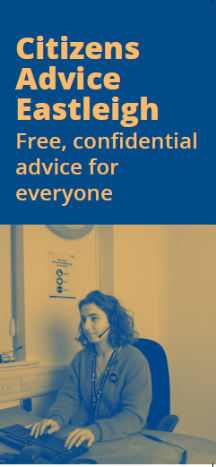 Citizens
Advice
Eastleigh
Free, confidential
advice for
everyone